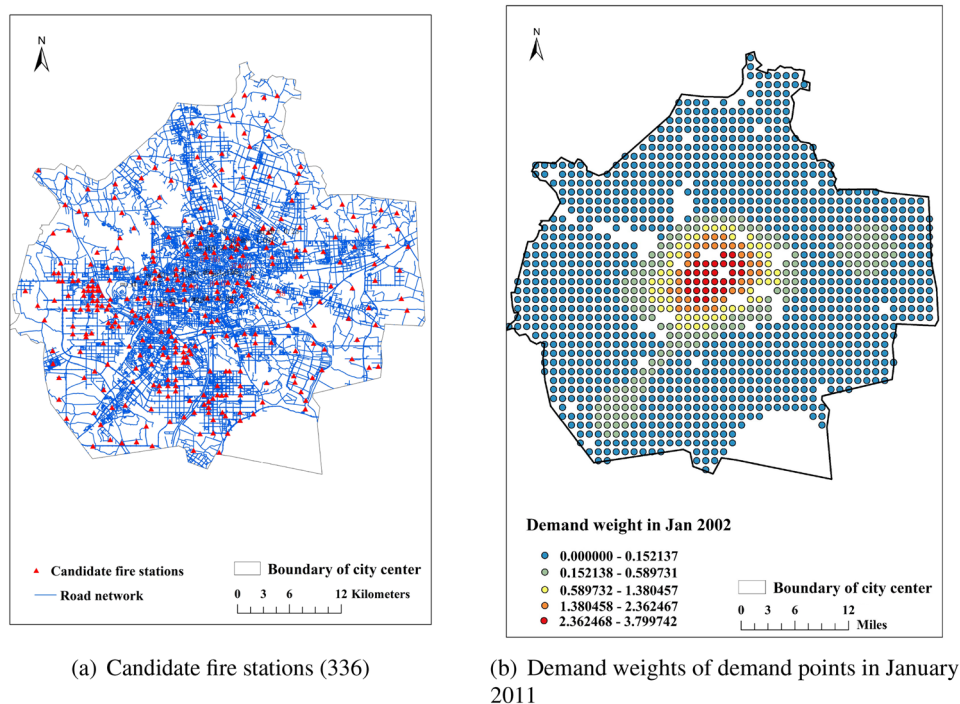 N
Candidate fire stations
Road network
Boundary of city center
0 3 6 12 Kilometers
(a) Candidate fire stations (336)
N
Demand weight in Jan 2002
0.000000 - 0.152137
0.152138 - 0.589731
0.589732 - 1.380457
1.380458 - 2.362467
2.362468 - 3.799742
Boundary of city center
0 3 6 12
Miles
(b) Demand weights of demand points in January
2011